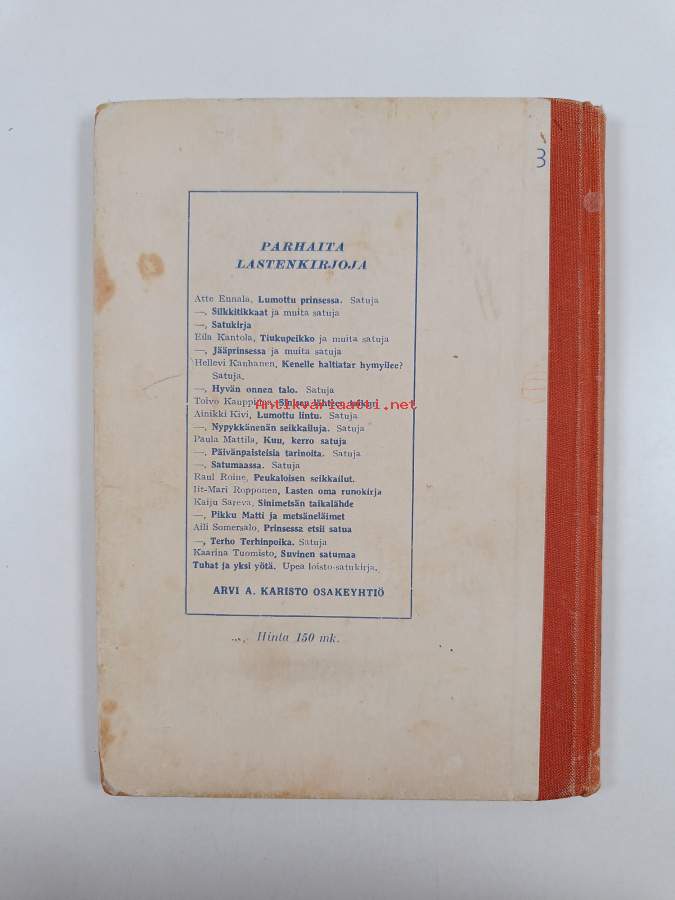 3
PARHAITA
LASTENKIRJOJA
Atte Ennala, Lumottu prinsessa. Satuja
—, Silkkitikkaat ja muita satuja
—, Satukirja
Eila Kantola, Tiukupeikko ja muita satuja
—, Jääprinsessa ja muita satuja
Hellevi Kanhanen, Kenelle haltiatar hymyilee?
Satuja.
—, Hyvän onnen talo. Satuja
Toivo Kauppinen,
Antikvariaatti.net
Ainikki Kivi, Lumottu lintu. Satuja
—, Nypykkänenän seikkailuja. Satuja
Paula Mattila, Kuu, kerro satuja
—, Päivänpaisteisia tarinoita. Satuja
—, Satumaassa. Satuja
Raul Roine, Peukaloisen seikkailut.
Iit-Mari Ropponen, Lasten oma runokirja
Kaiju Sareva, Sinimetsän taikalähde
—, Pikku Matti ja metsäneläimet
Aili Somersalo, Prinsessa etsii satua
—, Terho Terhinpoika. Satuja
Kaarina Tuomisto, Suvinen satumaa
Tuhat ja yksi yötä. Upea loisto-satukirja.
ARVI A. KARISTO OSAKEYHTIÖ
Hinta 150 mk.